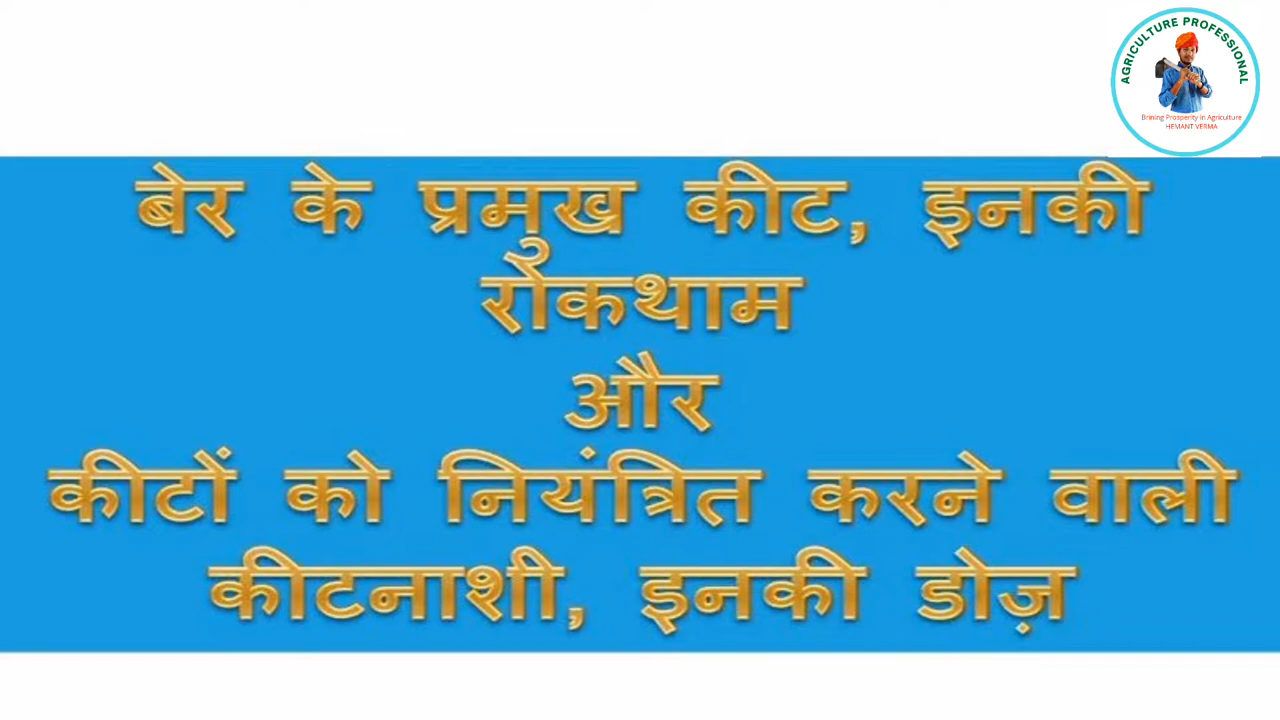 AGRICULTURE PROFESSIONAL
Brining Prosperity in Agriculture
HEMANT VERMA
बेर के प्रमुख कीट, इनकी
रोकथाम
और
कीटों को नियंत्रित करने वाली
कीटनाशी, इनकी डोज़